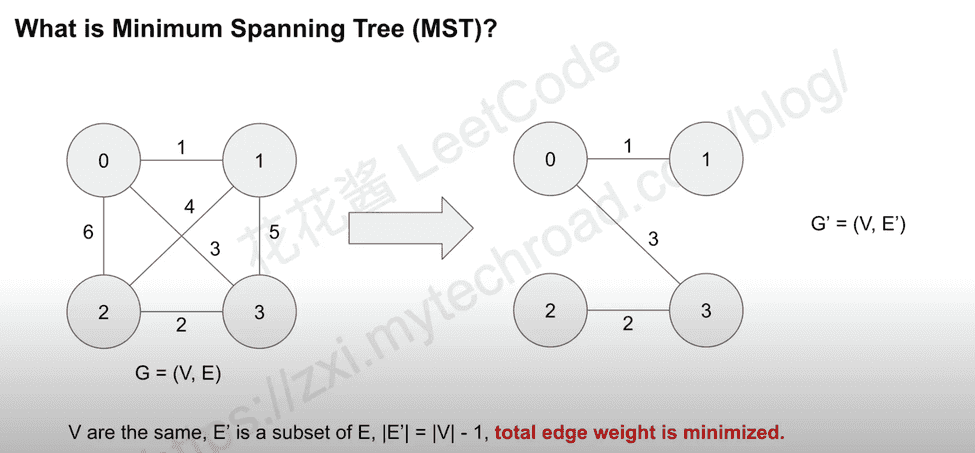 What is Minimum Spanning Tree (MST)?
花花酱 LeetCode
https://zxi.mytechroad.com/blog/
0
1
1
6
4
3
5
2
2
3
G = (V, E)
0
1
1
3
2
2
3
G’ = (V, E’)
V are the same, E’ is a subset of E, |E’| = |V| - 1, total edge weight is minimized.